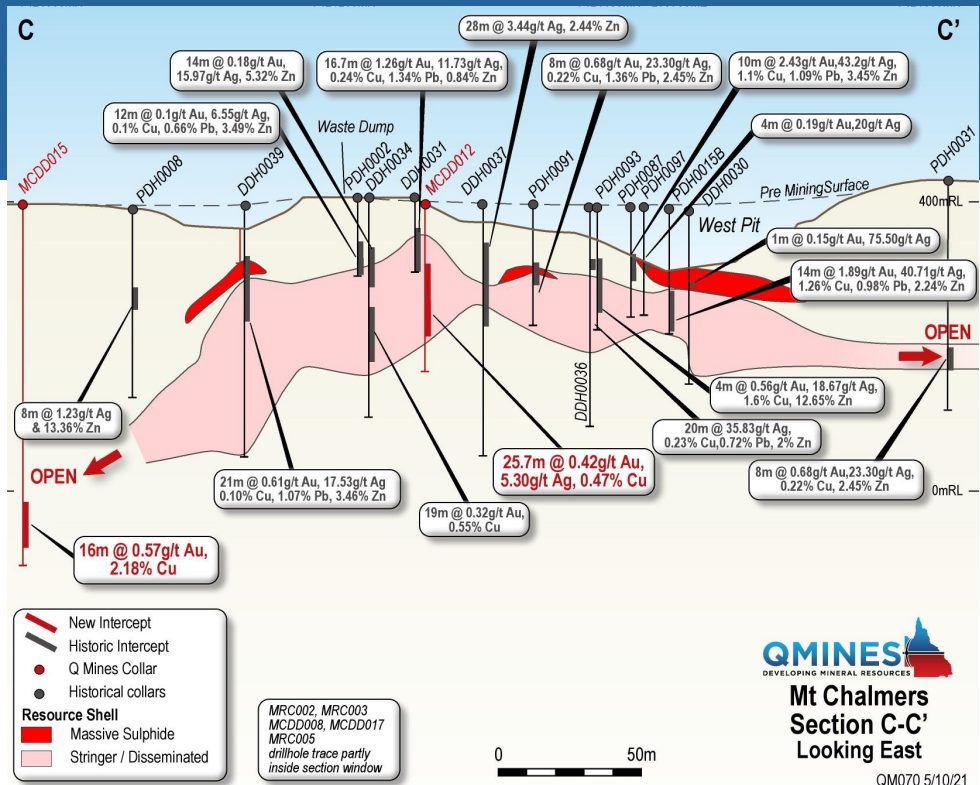 C
C'
28m @ 3.44g/t Ag, 2.44% Zn
14m @ 0.18g/t Au,
15.97g/t Ag, 5.32% Zn
16.7m @ 1.26g/t Au, 11.73g/t Ag,
0.24% Cu, 1.34% Pb, 0.84% Zn
8m @ 0.68g/t Au, 23.30g/t Ag,
0.22% Cu, 1.36% Pb, 2.45% Zn
10m @ 2.43g/t Au,43.2g/t Ag,
1.1% Cu, 1.09% Pb, 3.45% Zn
12m @ 0.1g/t Au, 6.55g/t Ag,
0.1% Cu, 0.66% Pb, 3.49% Zn
4m @ 0.19g/t Au,20g/t Ag
Waste Dump
MCDD015
PDH0008
DDH0039
PDH0002
DDH0034
DDH0031
MCDD012
DDH0037
PDH0091
PDH0093
PDH0087
PDH0097
PDH0015B
DDH0030
PDH0031
Pre MiningSurface
400mRL
West Pit
1m @ 0.15g/t Au, 75.50g/t Ag
14m @ 1.89g/t Au, 40.71g/t Ag,
1.26% Cu, 0.98% Pb, 2.24% Zn
OPEN
DDH0036
4m @ 0.56g/t Au, 18.67g/t Ag,
1.6% Cu, 12.65% Zn
8m @ 1.23g/t Ag
& 13.36% Zn
20m @ 35.83g/t Ag,
0.23% Cu,0.72% Pb, 2% Zn
OPEN
25.7m @ 0.42g/t Au,
5.30g/t Ag, 0.47% Cu
8m @ 0.68g/t Au,23.30g/t Ag,
0.22% Cu, 2.45% Zn
21m @ 0.61g/t Au, 17.53g/t Ag
0.10% Cu, 1.07% Pb, 3.46% Zn
0mRL
19m @ 0.32g/t Au,
0.55% Cu
16m @ 0.57g/t Au,
2.18% Cu
New Intercept
Historic Intercept
Q Mines Collar
Historical collars
Resource Shell
Massive Sulphide
Stringer / Disseminated
MRC002, MRC003
MCDD008, MCDD017
MRC005
drillhole trace partly
inside section window
0
50m
QMINES
DEVELOPING MINERAL RESOURCES
Mt Chalmers
Section C-C'
Looking East
QM070 5/10/21